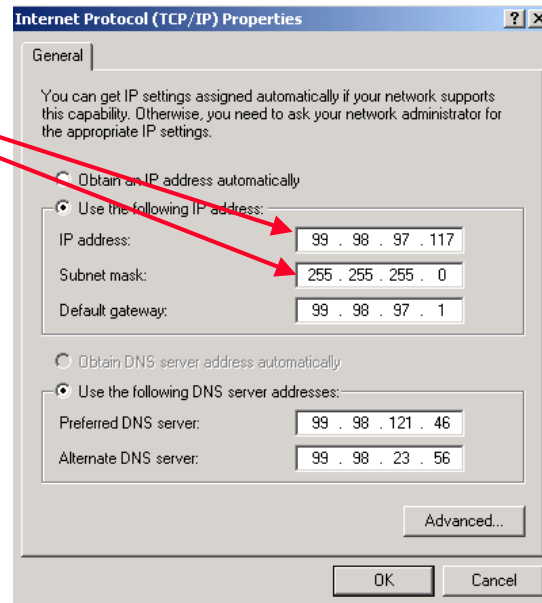 Internet Protocol (TCP/IP) Properties
General
You can get IP settings assigned automatically if your network supports
this capability. Otherwise, you need to ask your network administrator for
the appropriate IP settings.
Obtain an IP address automatically
Use the following IP address:
IP address: 99 . 98 . 97 . 117
Subnet mask: 255 . 255 . 255 . 0
Default gateway: 99 . 98 . 97 . 1
Obtain DNS server address automatically
Use the following DNS server addresses:
Preferred DNS server: 99 . 98 . 121 . 46
Alternate DNS server: 99 . 98 . 23 . 56
Advanced...
OK Cancel